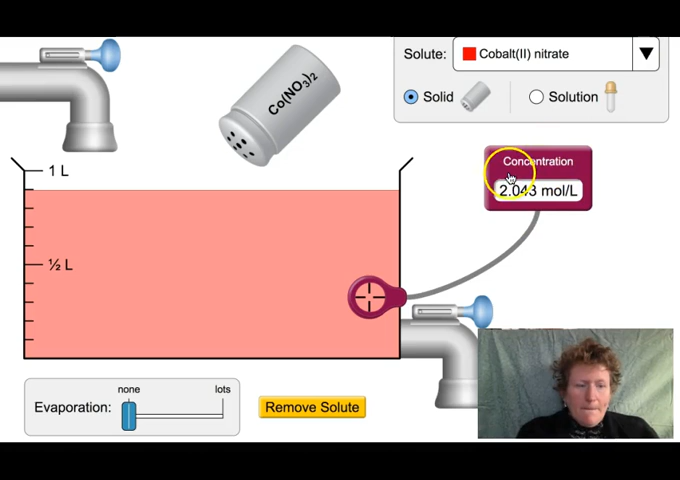 Solute: Cobalt(II) nitrate
Solid
Solution
Co(NO₃)₂
1 L
Concentration
2.043 mol/L
½ L
none
lots
Evaporation:
Remove Solute